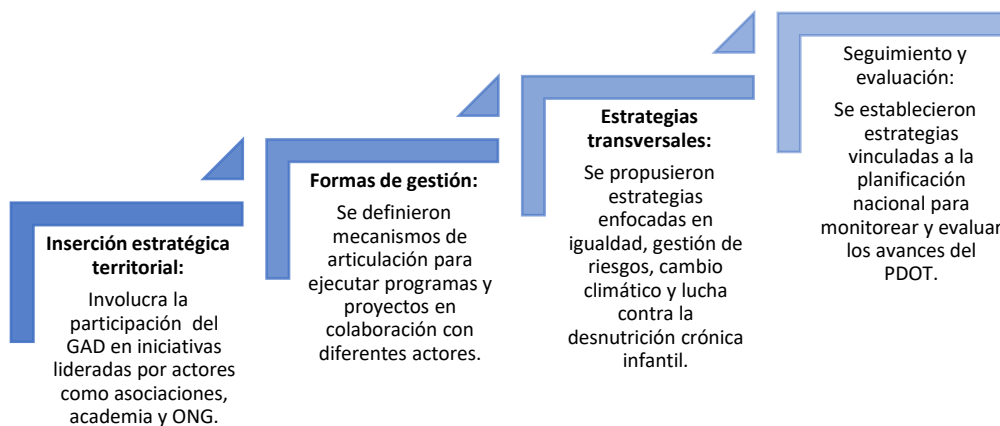 Inserción estratégica
territorial:
Involucra la
participación del
GAD en iniciativas
lideradas por actores
como asociaciones,
academia y ONG.
Formas de gestión:
Se definieron
mecanismos de
articulación para
ejecutar programas y
proyectos en
colaboración con
diferentes actores.
Estrategias
transversales:
Se propusieron
estrategias
enfocadas en
igualdad, gestión de
riesgos, cambio
climático y lucha
contra la
desnutrición crónica
infantil.
Seguimiento y
evaluación:
Se establecieron
estrategias
vinculadas a la
planificación
nacional para
monitorear y evaluar
los avances del
PDOT.